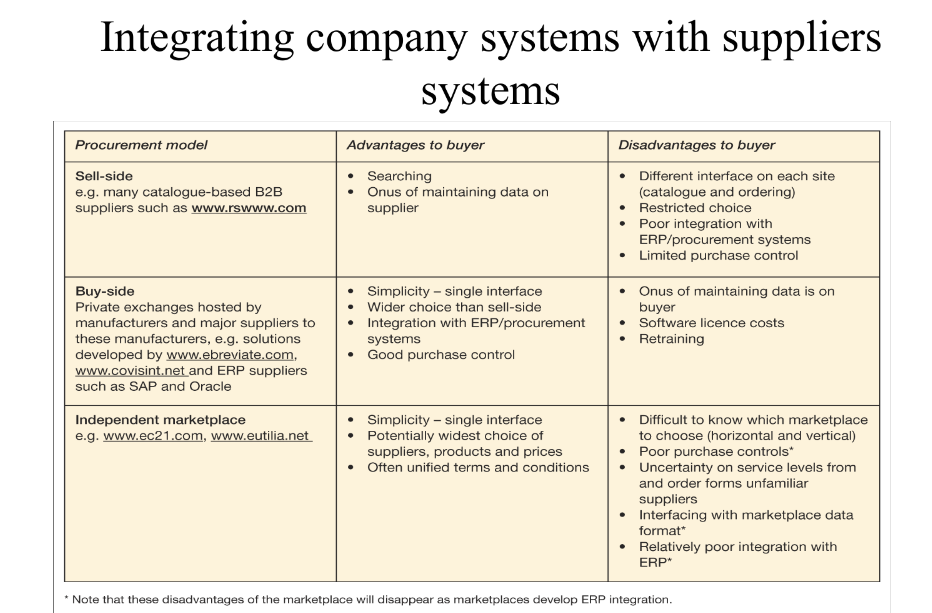 Integrating company systems with suppliers
systems
Procurement model
Advantages to buyer
Disadvantages to buyer
Sell-side
e.g. many catalogue-based B2B
suppliers such as www.rswww.com
• Searching
• Onus of maintaining data on
supplier
• Different interface on each site
(catalogue and ordering)
• Restricted choice
• Poor integration with
ERP/procurement systems
• Limited purchase control
Buy-side
Private exchanges hosted by
manufacturers and major suppliers to
these manufacturers, e.g. solutions
developed by www.ebreviate.com,
www.covisint.net and ERP suppliers
such as SAP and Oracle
• Simplicity – single interface
• Wider choice than sell-side
• Integration with ERP/procurement
systems
• Good purchase control
• Onus of maintaining data is on
buyer
• Software licence costs
• Retraining
Independent marketplace
e.g. www.ec21.com, www.eutilia.net
• Simplicity – single interface
• Potentially widest choice of
suppliers, products and prices
• Often unified terms and conditions
• Difficult to know which marketplace
to choose (horizontal and vertical)
• Poor purchase controls*
• Uncertainty on service levels from
and order forms unfamiliar
suppliers
• Interfacing with marketplace data
format*
• Relatively poor integration with
ERP*
* Note that these disadvantages of the marketplace will disappear as marketplaces develop ERP integration.